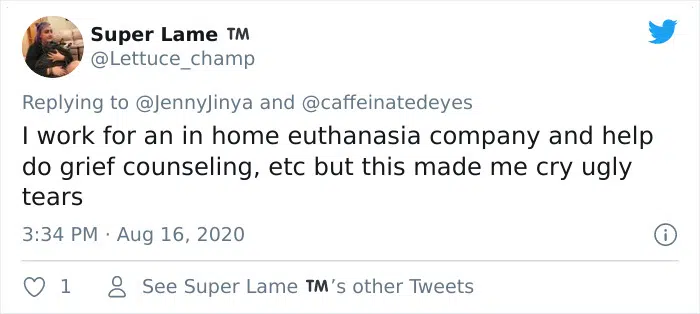 Super Lame ™
@Lettuce_champ
Replying to @JennyJinya and @caffeinatedeyes
I work for an in home euthanasia company and help
do grief counseling, etc but this made me cry ugly
tears
3:34 PM · Aug 16, 2020
1 See Super Lame ™'s other Tweets